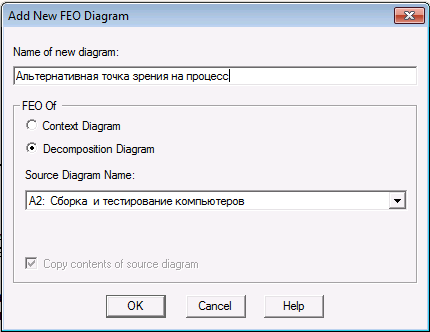 Add New FEO Diagram
Name of new diagram:
Альтернативная точка зрения на процесс
FEO Of
Context Diagram
Decomposition Diagram
Source Diagram Name:
A2: Сборка и тестирование компьютеров
Copy contents of source diagram
OK Cancel Help